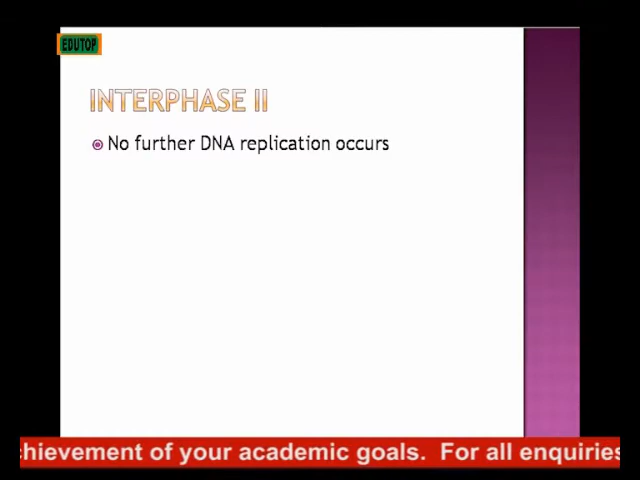 EDUTOP
INTERPHASE II
No further DNA replication occurs
chievement of your academic goals. For all enquiries